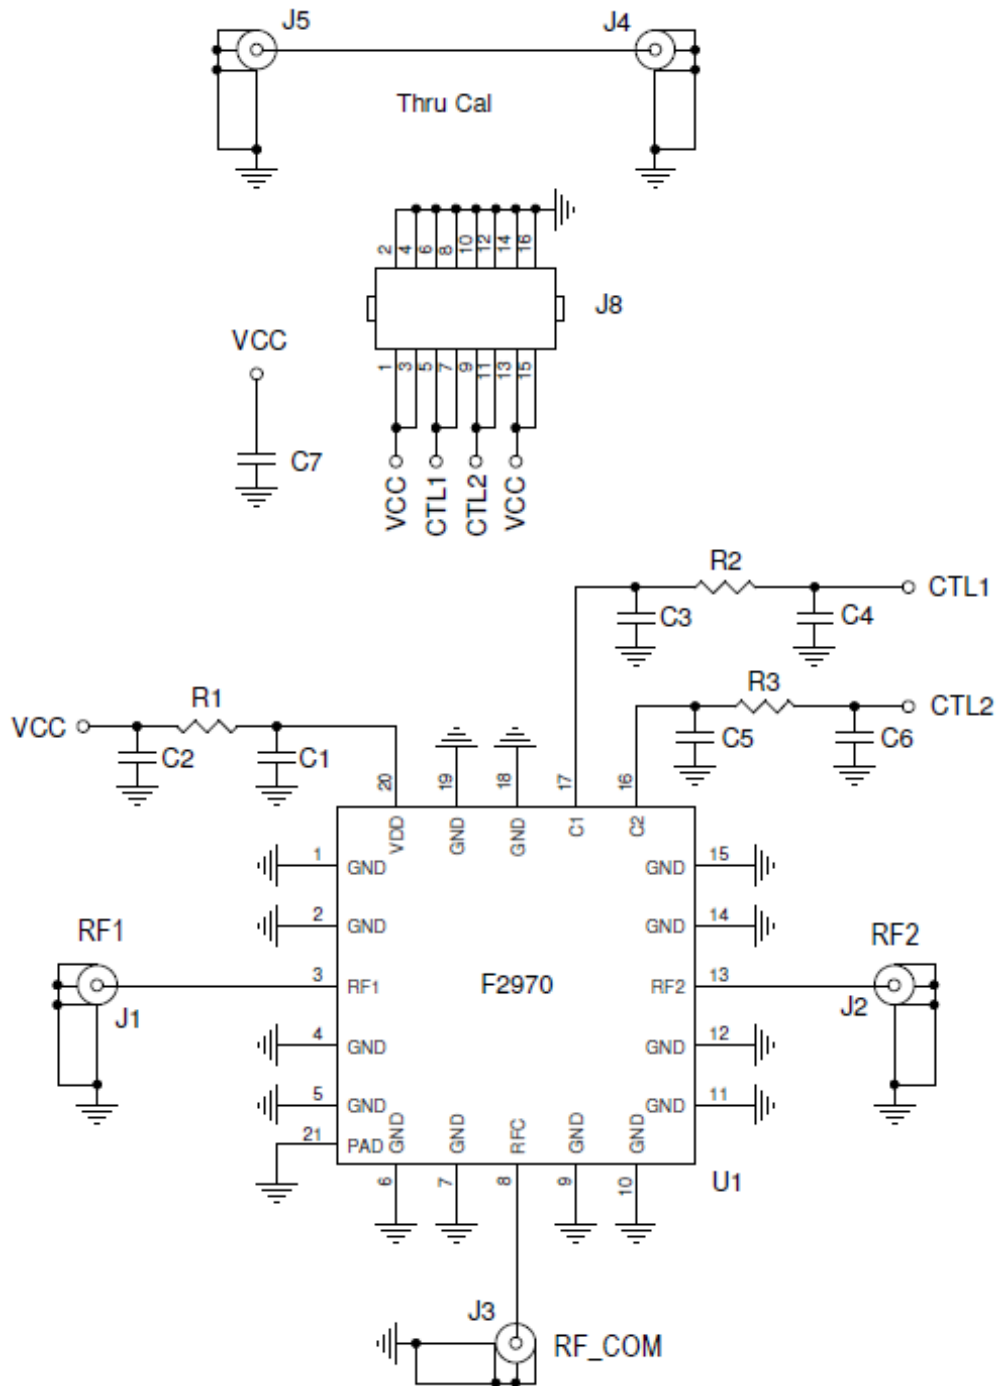 J5 J4
Thru Cal
2 4 6 8 10 12 14 16
J8
VCC
1 3 5 7 9 11 13 15
C7
VCC CTL1 CTL2 VCC
R2
CTL1
C3 C4
R3
R1
CTL2
VCC
C2 C1 C5 C6
20 19 18 17 16
VDD GND GND C1 C2
1 GND GND 15
2 GND GND 14
RF1 RF2
3 RF1 F2970 RF2 13
J1 J2
4 GND GND 12
5 GND GND 11
21 PAD GND GND RFC GND GND
6 7 8 9 10 U1
J3
RF_COM